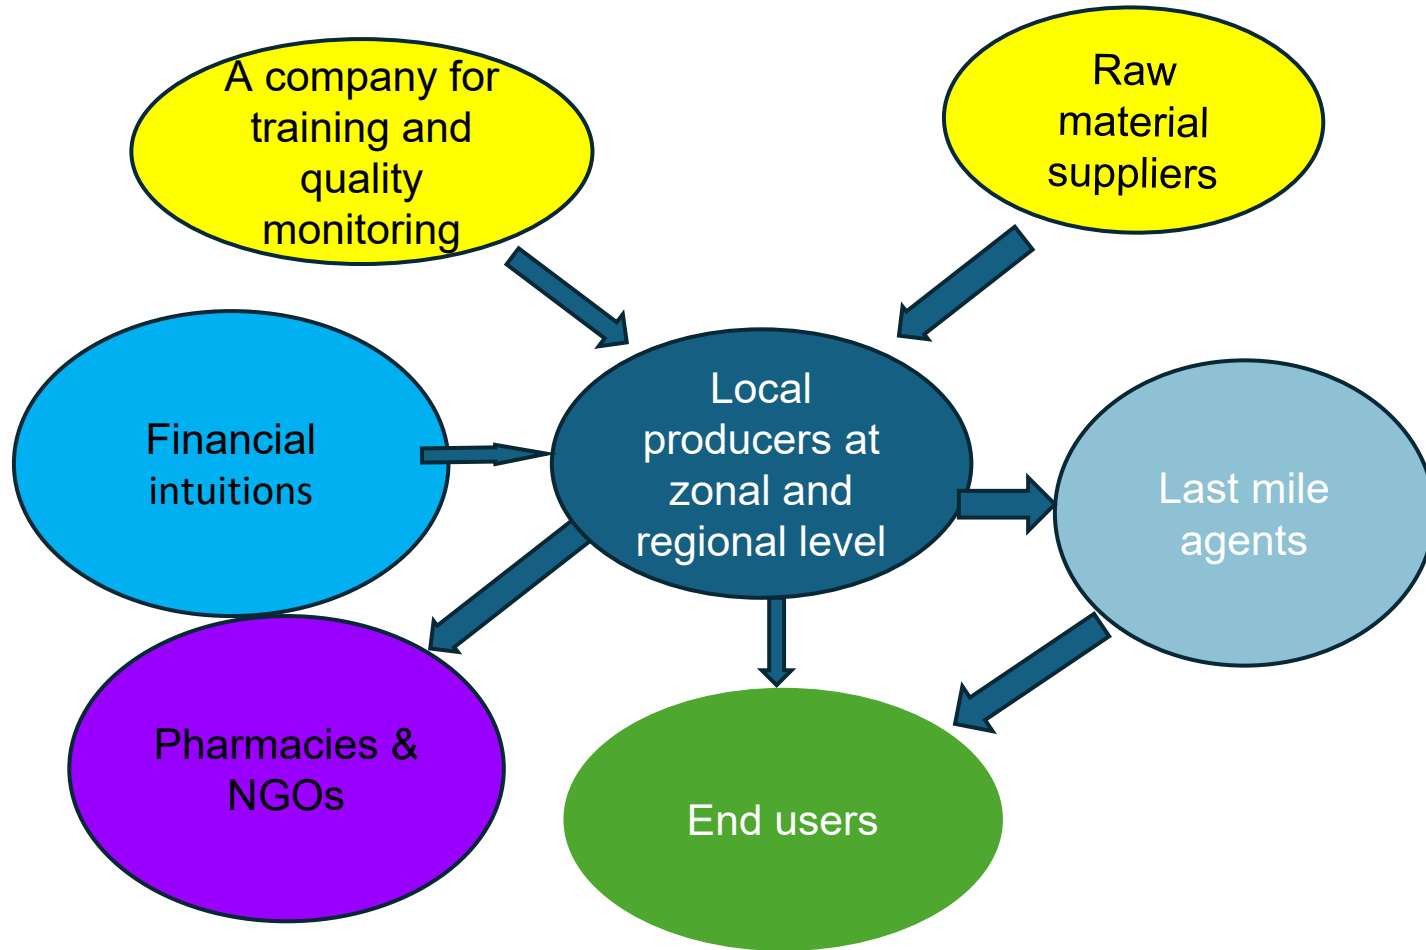 A company for
training and
quality
monitoring
Raw
material
suppliers
Financial
intuitions
Local
producers at
zonal and
regional level
Last mile
agents
Pharmacies &
NGOs
End users